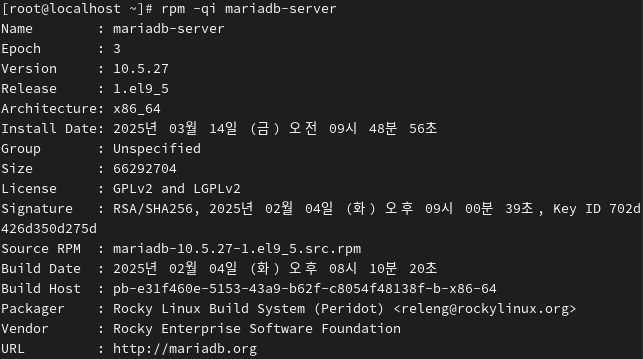 [root@localhost ~]# rpm -qi mariadb-server
Name        : mariadb-server
Epoch       : 3
Version     : 10.5.27
Release     : 1.el9_5
Architecture: x86_64
Install Date: 2025년 03월 14일 (금) 오전 09시 48분 56초
Group       : Unspecified
Size        : 66292704
License     : GPLv2 and LGPLv2
Signature   : RSA/SHA256, 2025년 02월 04일 (화) 오후 09시 00분 39초, Key ID 702d
426d350d275d
Source RPM  : mariadb-10.5.27-1.el9_5.src.rpm
Build Date  : 2025년 02월 04일 (화) 오후 08시 10분 20초
Build Host  : pb-e31f460e-5153-43a9-b62f-c8054f48138f-b-x86-64
Packager    : Rocky Linux Build System (Peridot) <releng@rockylinux.org>
Vendor      : Rocky Enterprise Software Foundation
URL         : http://mariadb.org